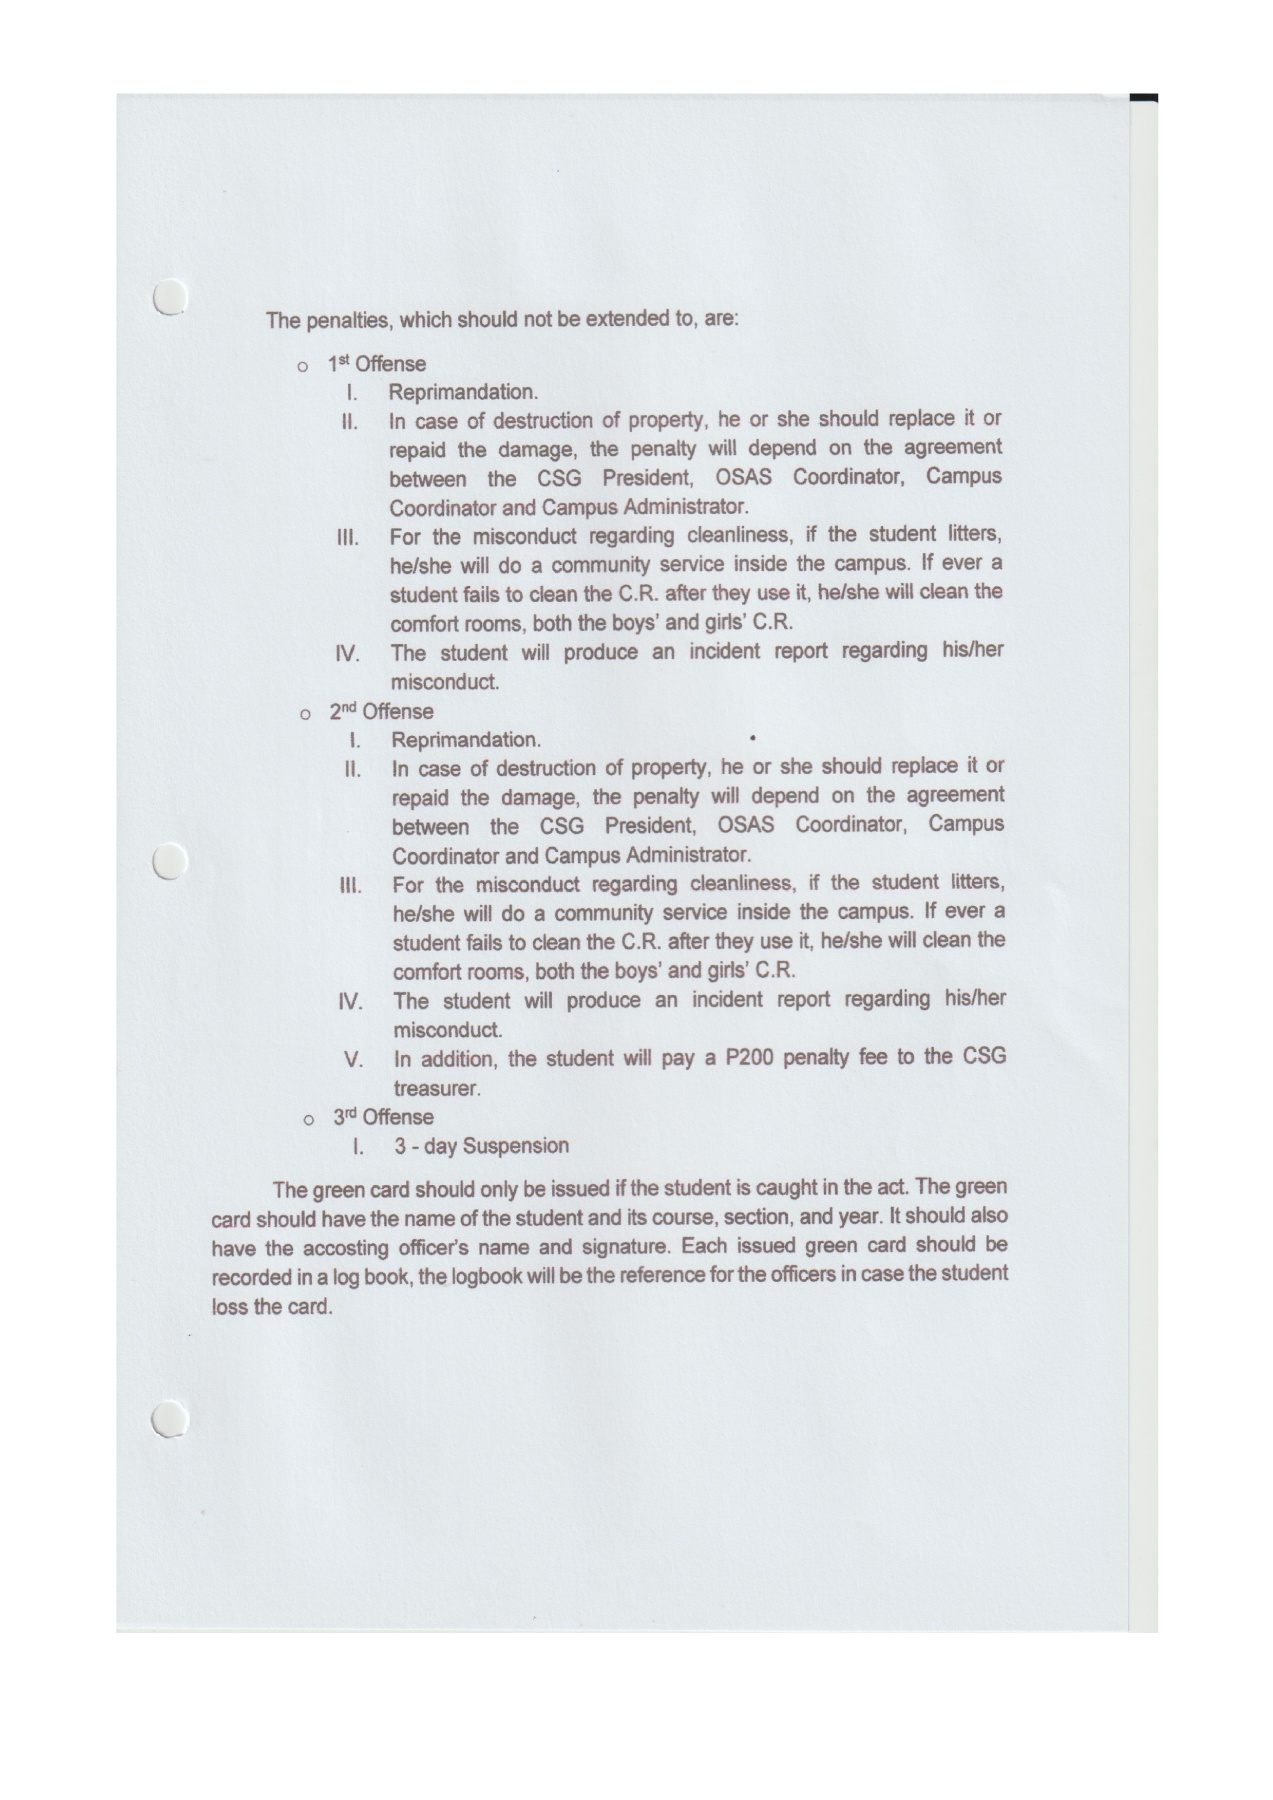 The penalties, which should not be extended to, are:
o 1st Offense
I. Reprimandation.
II. In case of destruction of property, he or she should replace it or
repaid the damage, the penalty will depend on the agreement
between the CSG President, OSAS Coordinator, Campus
Coordinator and Campus Administrator.
III. For the misconduct regarding cleanliness, if the student litters,
he/she will do a community service inside the campus. If ever a
student fails to clean the C.R. after they use it, he/she will clean the
comfort rooms, both the boys' and girls' C.R.
IV. The student will produce an incident report regarding his/her
misconduct.
o 2nd Offense
I. Reprimandation.
II. In case of destruction of property, he or she should replace it or
repaid the damage, the penalty will depend on the agreement
between the CSG President, OSAS Coordinator, Campus
Coordinator and Campus Administrator.
III. For the misconduct regarding cleanliness, if the student litters,
he/she will do a community service inside the campus. If ever a
student fails to clean the C.R. after they use it, he/she will clean the
comfort rooms, both the boys' and girls' C.R.
IV. The student will produce an incident report regarding his/her
misconduct.
V. In addition, the student will pay a P200 penalty fee to the CSG
treasurer.
o 3rd Offense
I. 3 - day Suspension
The green card should only be issued if the student is caught in the act. The green
card should have the name of the student and its course, section, and year. It should also
have the accosting officer's name and signature. Each issued green card should be
recorded in a log book, the logbook will be the reference for the officers in case the student
loss the card.